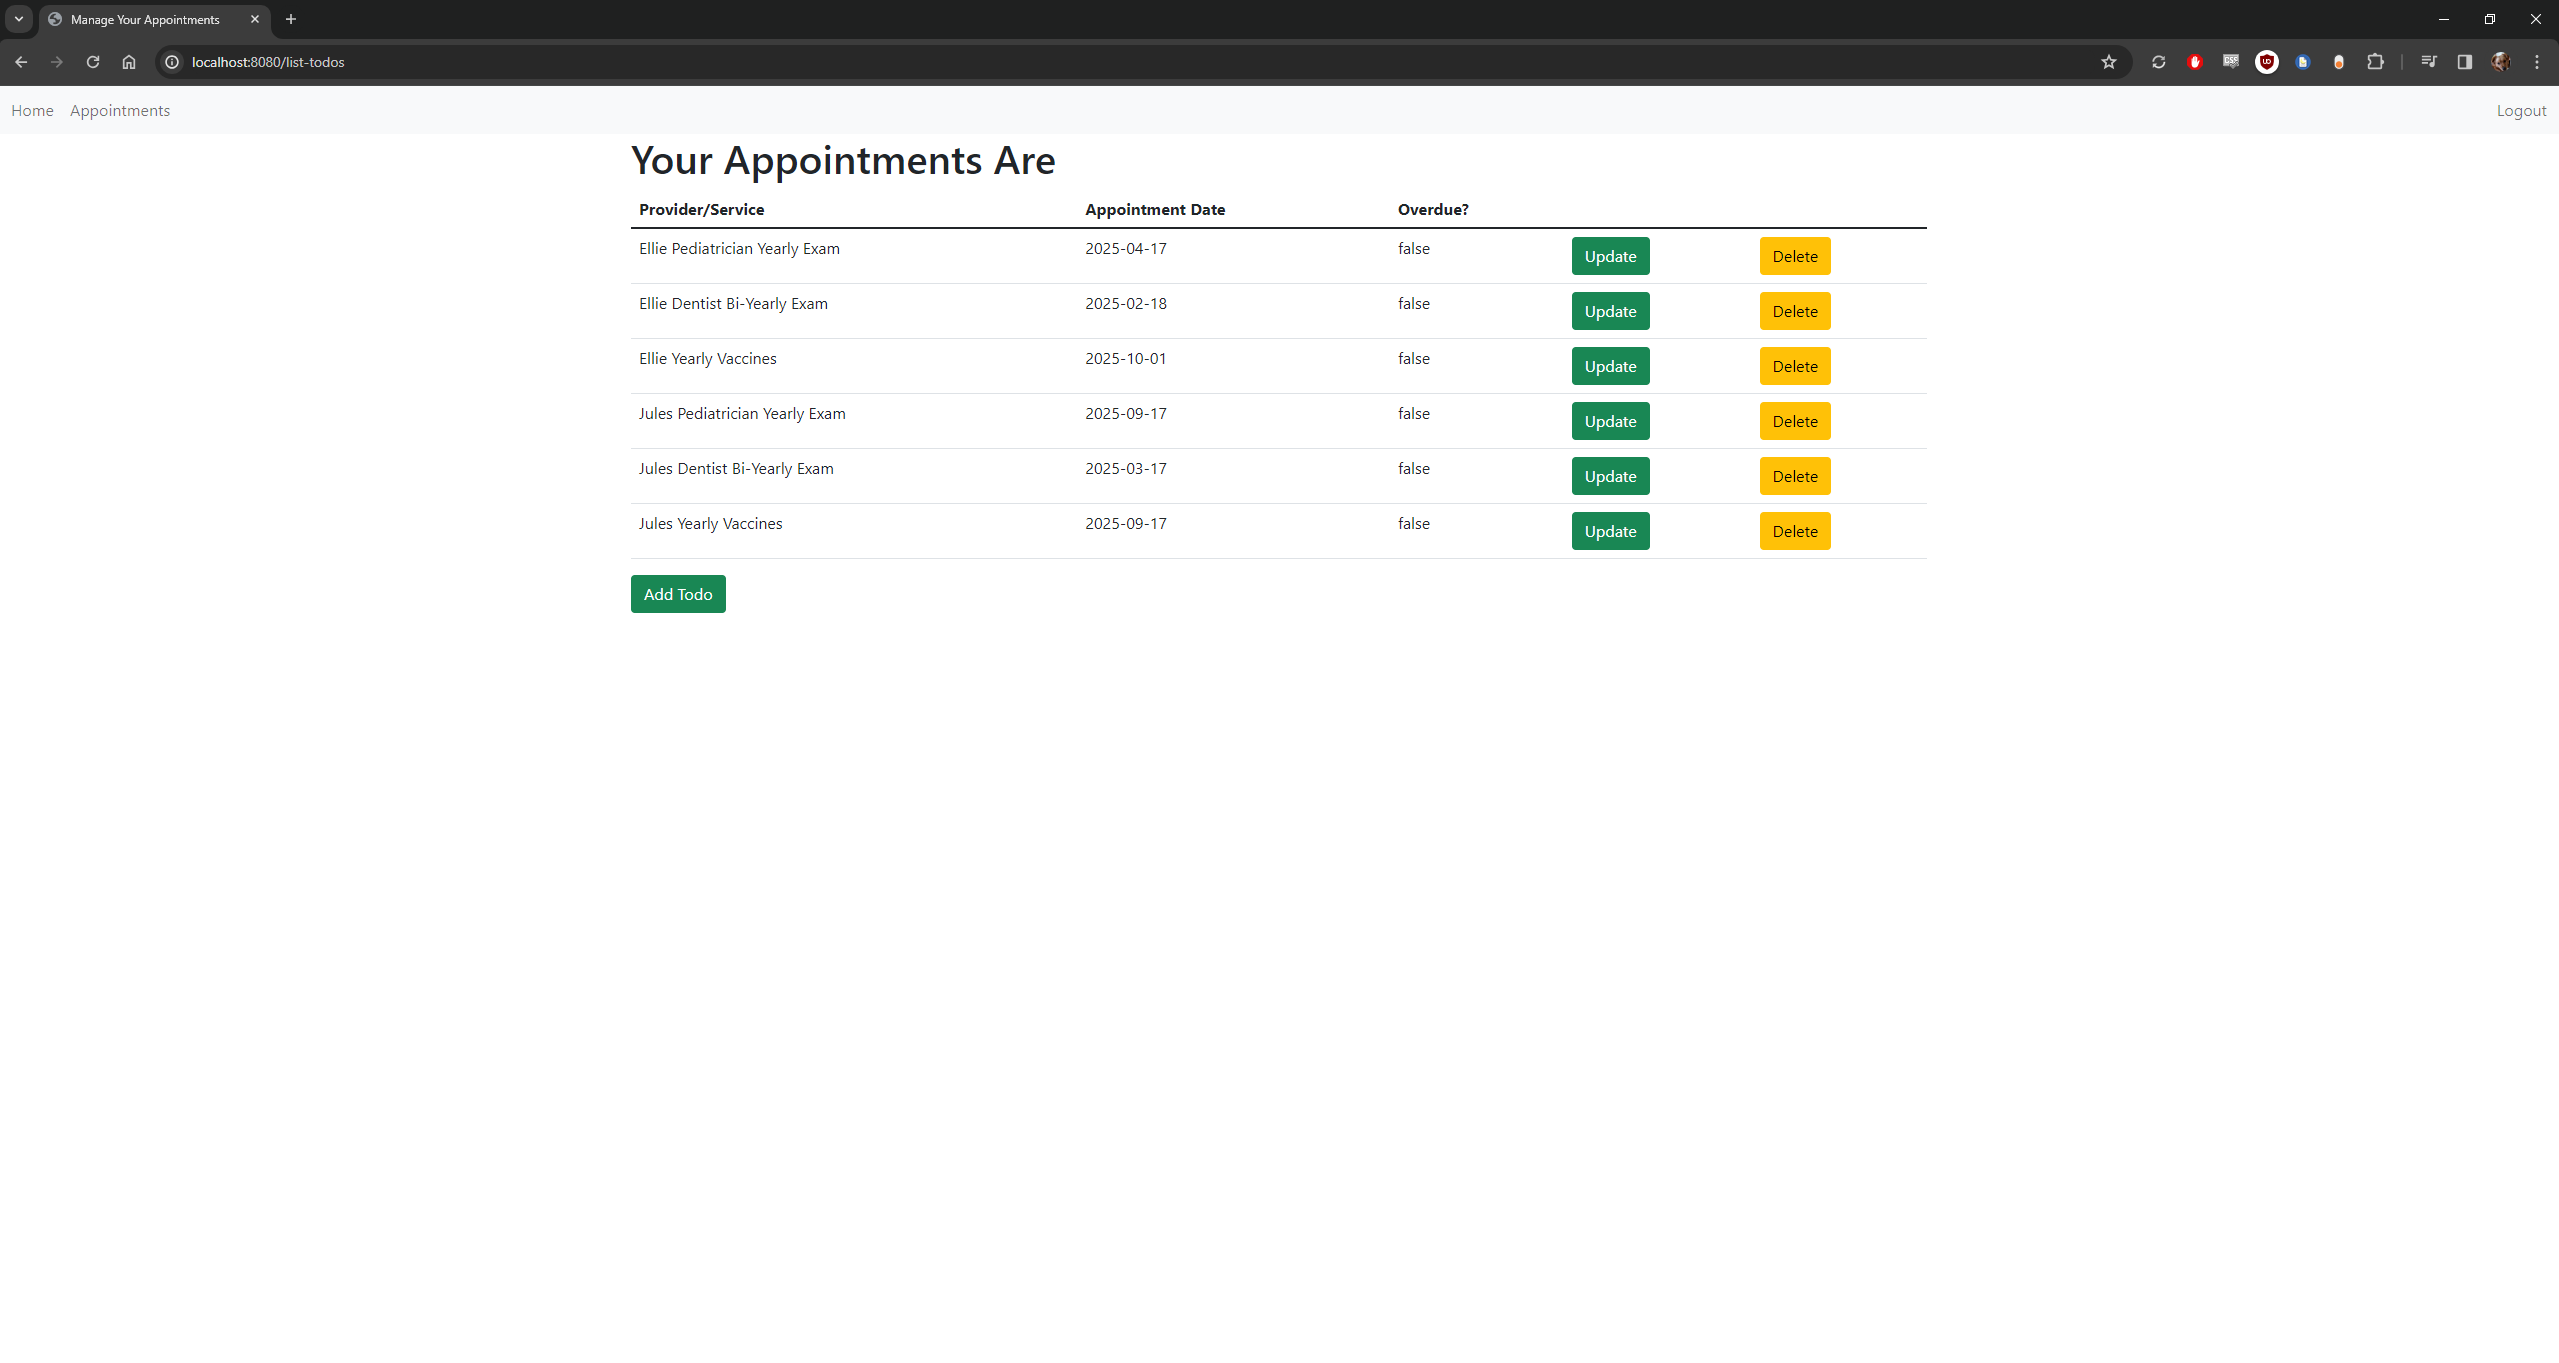 Manage Your Appointments
localhost:8080/list-todos
Home Appointments Logout
Your Appointments Are
Provider/Service Appointment Date Overdue?
Ellie Pediatrician Yearly Exam 2025-04-17 false Update Delete
Ellie Dentist Bi-Yearly Exam 2025-02-18 false Update Delete
Ellie Yearly Vaccines 2025-10-01 false Update Delete
Jules Pediatrician Yearly Exam 2025-09-17 false Update Delete
Jules Dentist Bi-Yearly Exam 2025-03-17 false Update Delete
Jules Yearly Vaccines 2025-09-17 false Update Delete
Add Todo